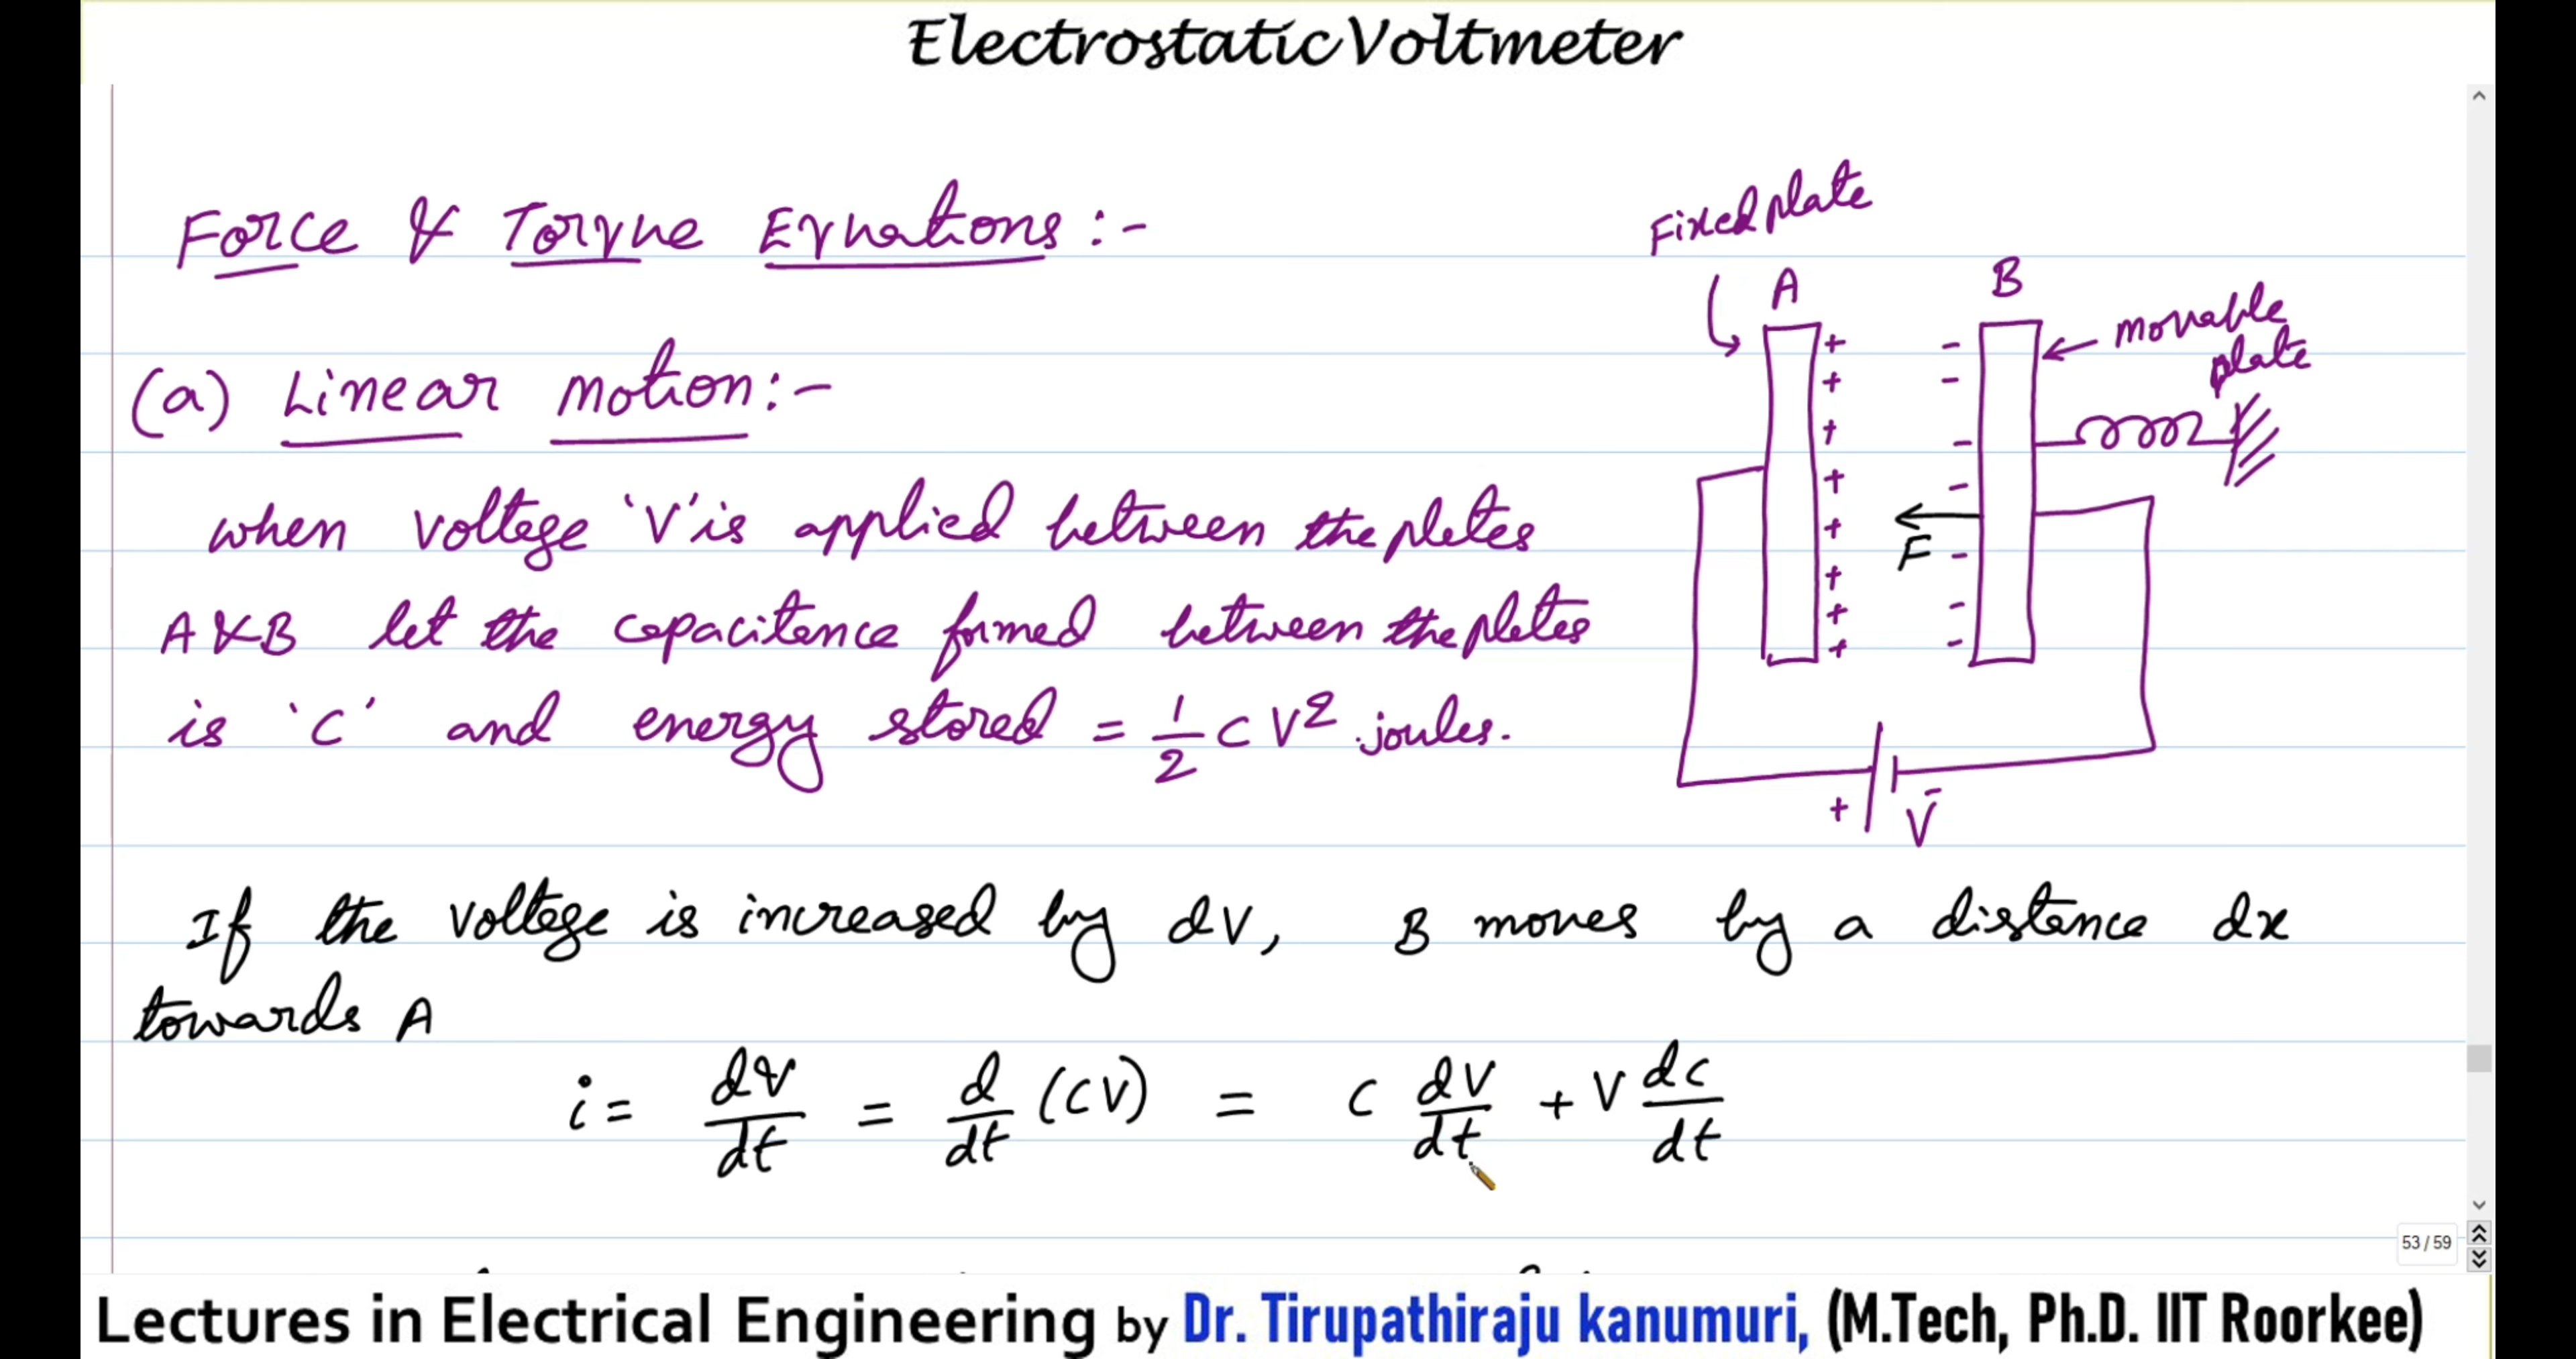 Electrostatic Voltmeter
Force & Torque Equations :-
(a) Linear Motion :-
when voltage 'V' is applied between the plates
A & B let the capacitance formed between the plates
is 'C' and energy stored = 1/2 C V² joules.
Fixed plate
A
B
movable
plate
+ -
+ -
+ -
+ -
+
F -
+ -
+ -
+ -
+ -
V
If the voltage is increased by dV, B moves by a distance dx
towards A
i = dq/dt = d/dt (CV) = C dV/dt + V dc/dt
53 / 59
Lectures in Electrical Engineering by Dr. Tirupathiraju kanumuri, (M.Tech, Ph.D. IIT Roorkee)